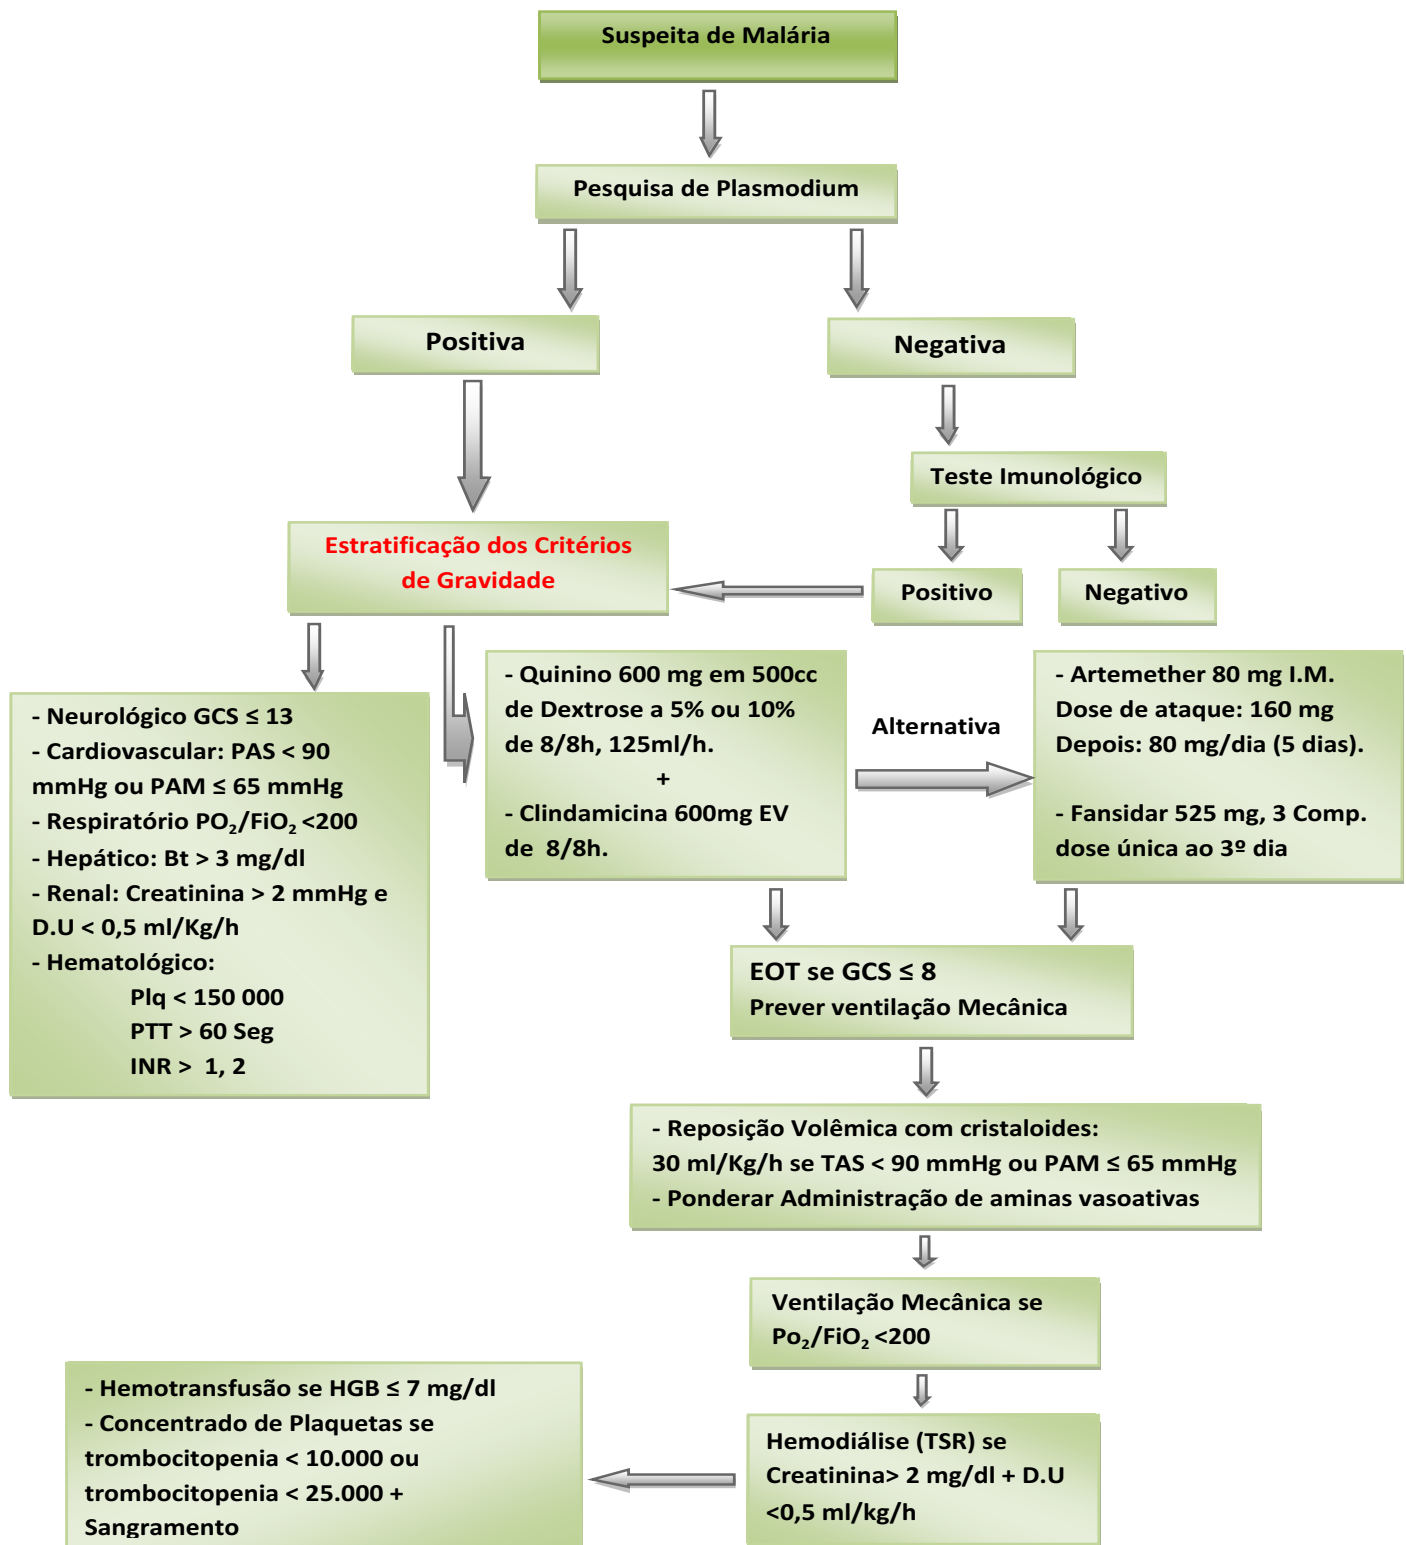 Suspeita de Malária
Pesquisa de Plasmodium
Positiva
Negativa
Teste Imunológico
Positivo
Negativo
Estratificação dos Critérios
de Gravidade
- Neurológico GCS ≤ 13
- Cardiovascular: PAS < 90
mmHg ou PAM ≤ 65 mmHg
- Respiratório PO₂/FiO₂ <200
- Hepático: Bt > 3 mg/dl
- Renal: Creatinina > 2 mmHg e
D.U < 0,5 ml/Kg/h
- Hematológico:
Plq < 150 000
PTT > 60 Seg
INR > 1, 2
- Quinino 600 mg em 500cc
de Dextrose a 5% ou 10%
de 8/8h, 125ml/h.
+
- Clindamicina 600mg EV
de 8/8h.
Alternativa
- Artemether 80 mg I.M.
Dose de ataque: 160 mg
Depois: 80 mg/dia (5 dias).
- Fansidar 525 mg, 3 Comp.
dose única ao 3º dia
EOT se GCS ≤ 8
Prever ventilação Mecânica
- Reposição Volêmica com cristaloides:
30 ml/Kg/h se TAS < 90 mmHg ou PAM ≤ 65 mmHg
- Ponderar Administração de aminas vasoativas
Ventilação Mecânica se
Po₂/FiO₂ <200
Hemodiálise (TSR) se
Creatinina> 2 mg/dl + D.U
<0,5 ml/kg/h
- Hemotransfusão se HGB ≤ 7 mg/dl
- Concentrado de Plaquetas se
trombocitopenia < 10.000 ou
trombocitopenia < 25.000 +
Sangramento